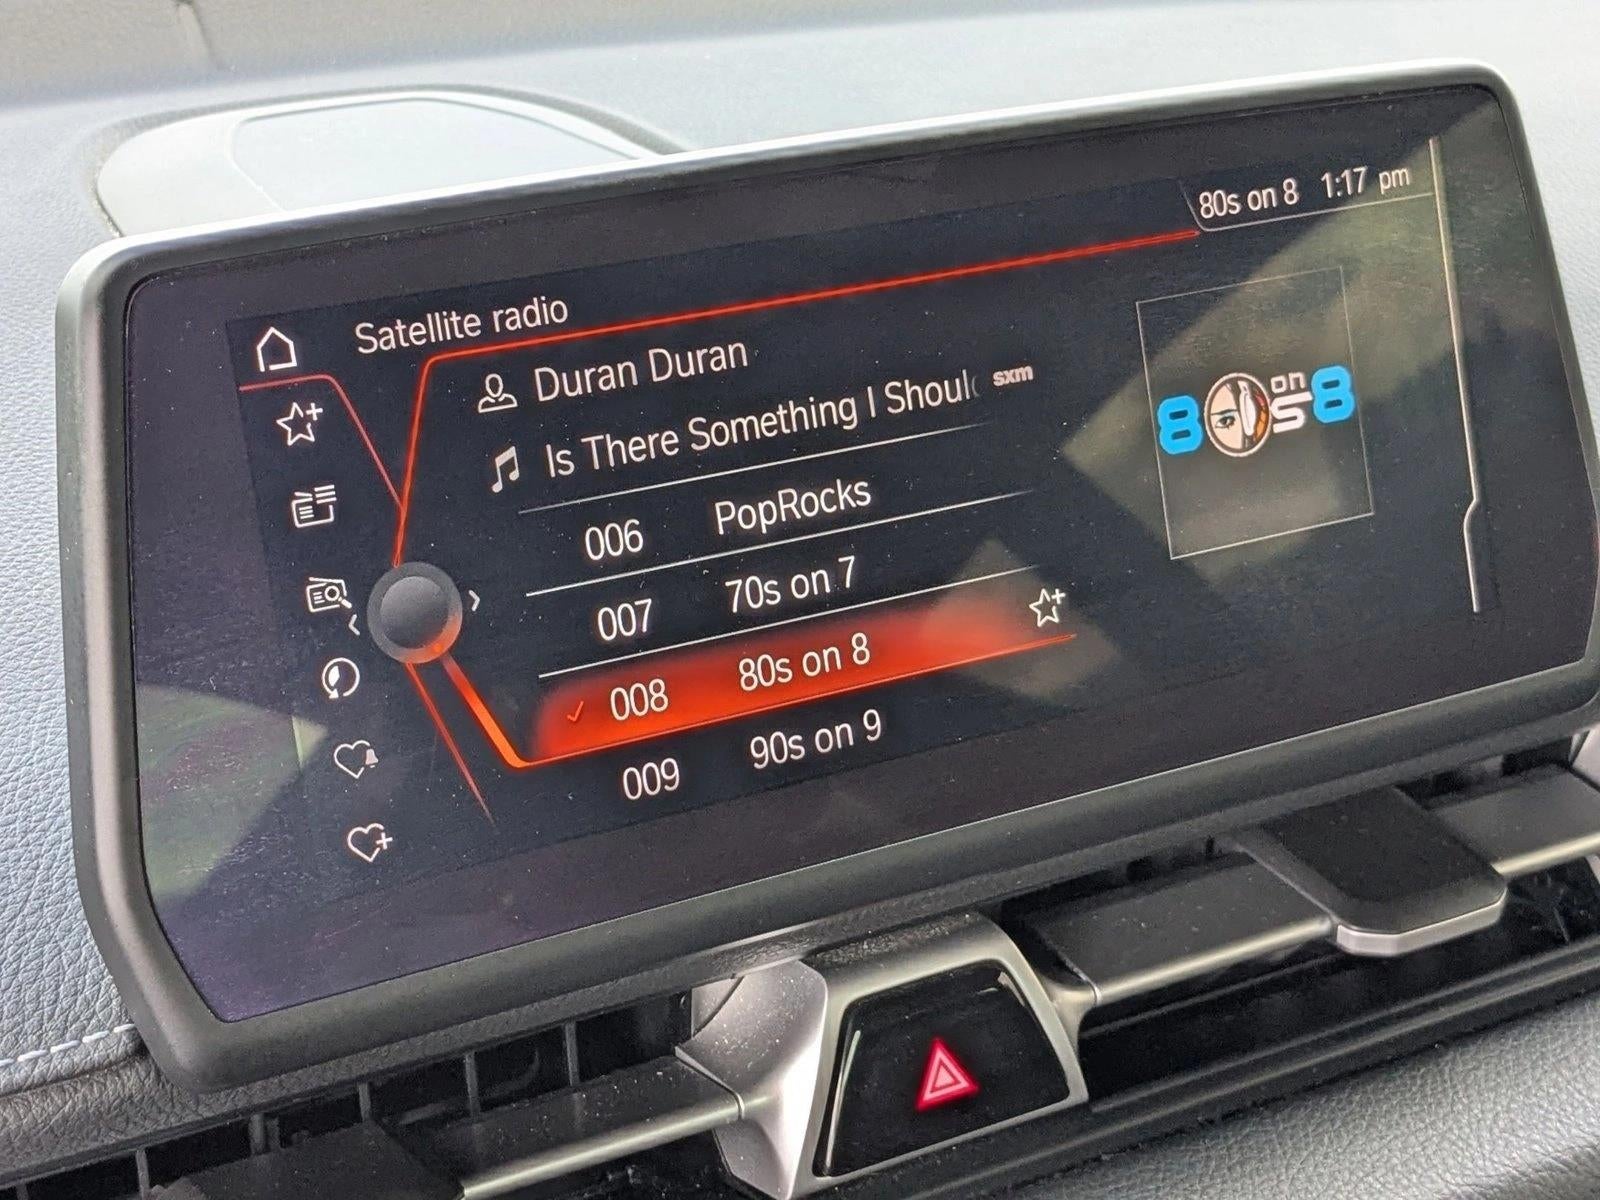 80s on 8 1:17 pm
Satellite radio
Duran Duran
Is There Something I Shoul sxm
006 PopRocks
007 70s on 7
008 80s on 8
009 90s on 9
80s on 8